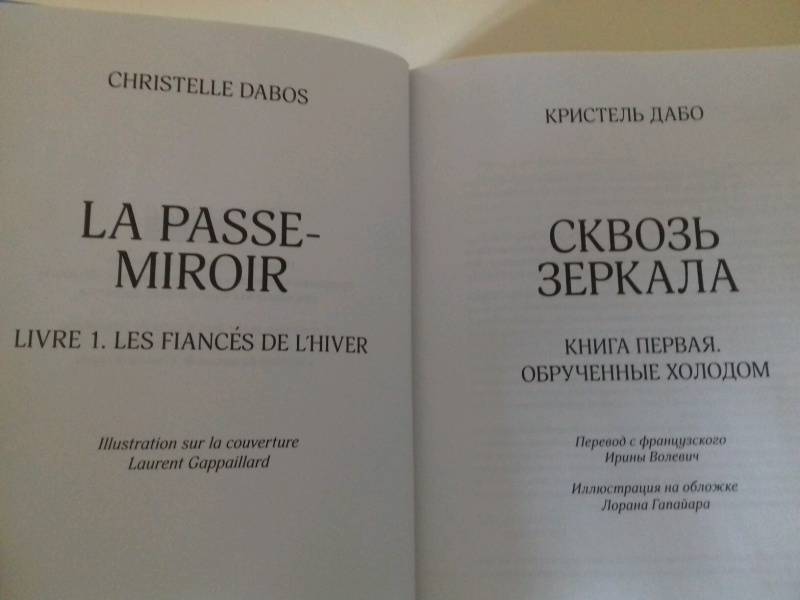 CHRISTELLE DABOS
LA PASSE-
MIROIR
LIVRE 1. LES FIANCÉS DE L'HIVER
Illustration sur la couverture
Laurent Gappaillard
КРИСТЕЛЬ ДАБО
СКВОЗЬ
ЗЕРКАЛА
КНИГА ПЕРВАЯ.
ОБРУЧЕННЫЕ ХОЛОДОМ
Перевод с французского
Ирины Волевич
Иллюстрация на обложке
Лорана Гапайара